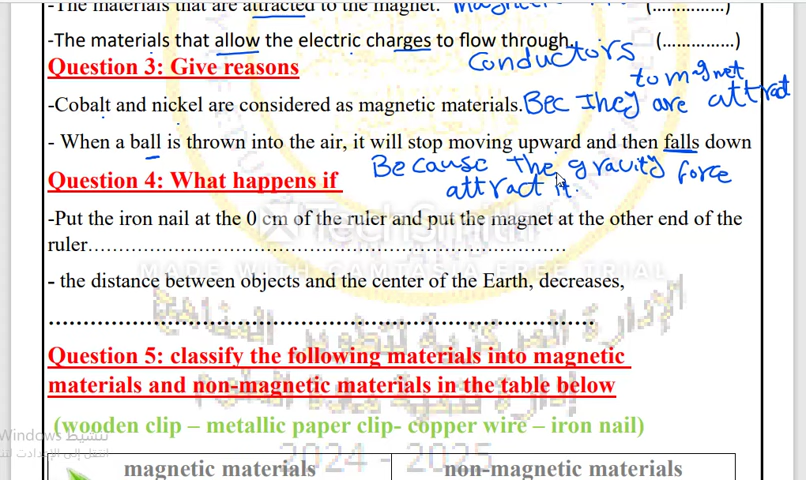 -The materials that are attracted to the magnet. (.............)
-The materials that allow the electric charges to flow through. (..............)
conductors
Question 3: Give reasons
to magnet
-Cobalt and nickel are considered as magnetic materials. Bec They are attract
- When a ball is thrown into the air, it will stop moving upward and then falls down
Because the gravity force
attract it.
Question 4: What happens if
-Put the iron nail at the 0 cm of the ruler and put the magnet at the other end of the
ruler.....................................................................................................
TechSmith
MADE WITH CAMTASIA FREE TRIAL
- the distance between objects and the center of the Earth, decreases,
...............................................................................
Question 5: classify the following materials into magnetic
materials and non-magnetic materials in the table below
(wooden clip – metallic paper clip- copper wire – iron nail)
تنشيط Windows
2024 - 2025
magnetic materials non-magnetic materials